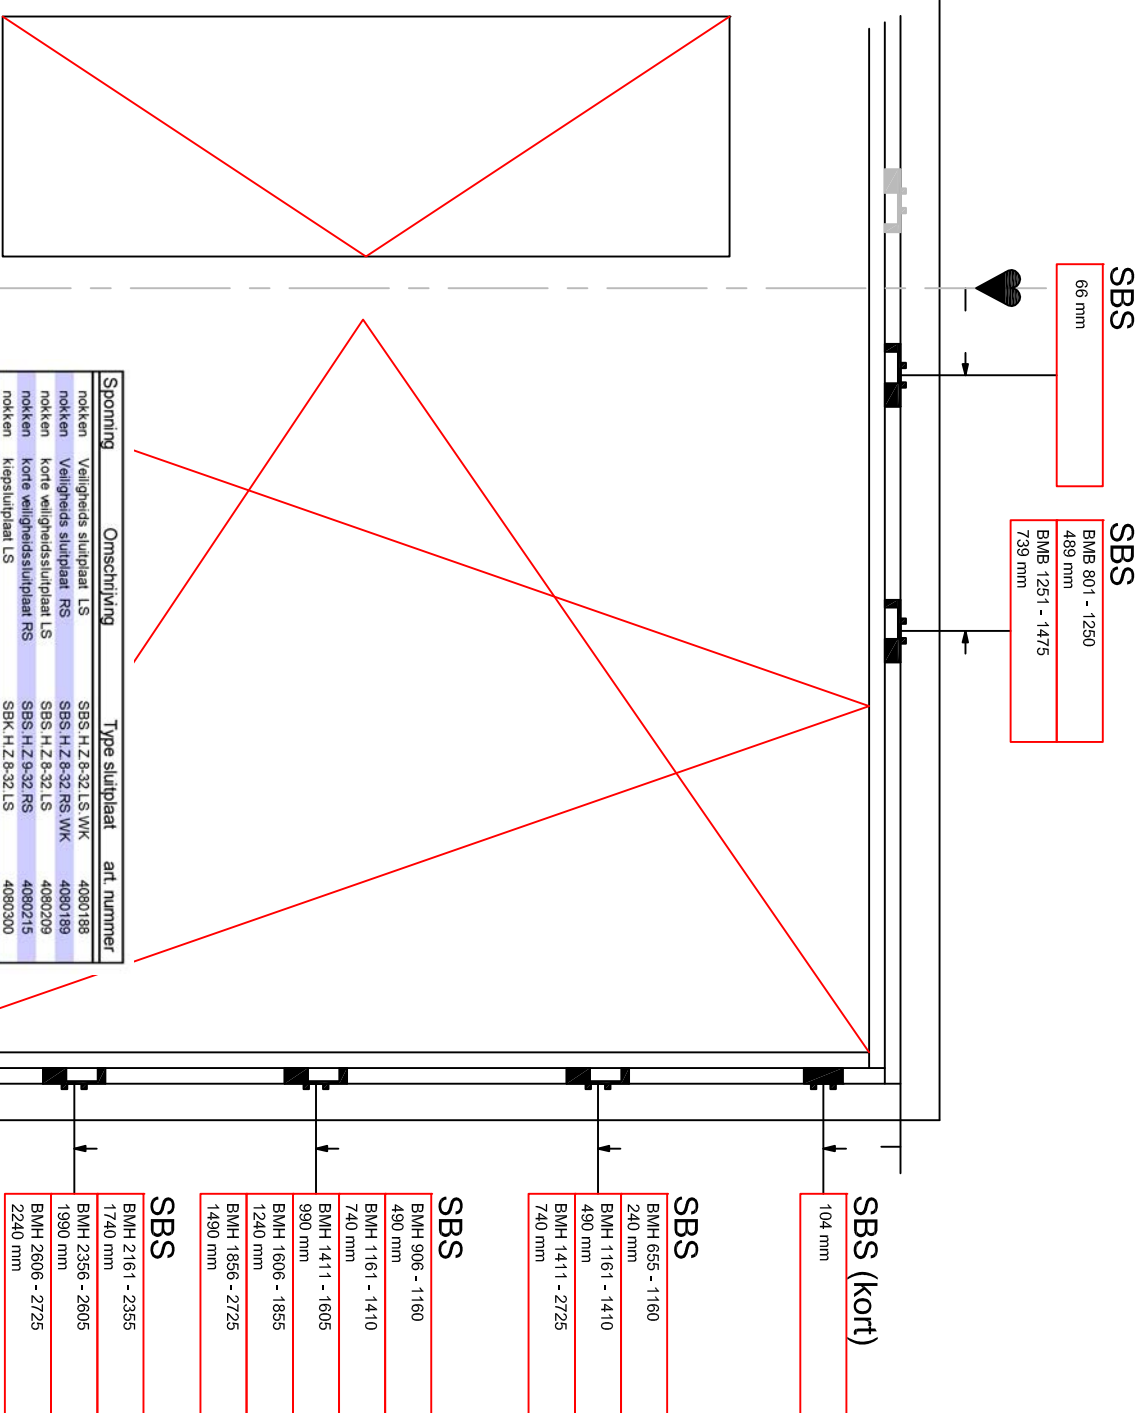 SBS
66 mm
SBS
BMB 801 - 1250
489 mm
BMB 1251 - 1475
739 mm
Sponning Omschrijving Type sluitplaat art. nummer
nokken Veiligheids sluitplaat LS SBS.H.Z.8-32.LS.WK 4080188
nokken Veiligheids sluitplaat RS SBS.H.Z.8-32.RS.WK 4080189
nokken korte veiligheidssluitplaat LS SBS.H.Z.8-32.LS 4080209
nokken korte veiligheidssluitplaat RS SBS.H.Z.9-32.RS 4080215
nokken kiepsluitplaat LS SBK.H.Z.8-32.LS 4080300
SBS (kort)
104 mm
SBS
BMH 655 - 1160
240 mm
BMH 1161 - 1410
490 mm
BMH 1411 - 2725
740 mm
SBS
BMH 906 - 1160
490 mm
BMH 1161 - 1410
740 mm
BMH 1411 - 1605
990 mm
BMH 1606 - 1855
1240 mm
BMH 1856 - 2725
1490 mm
SBS
BMH 2161 - 2355
1740 mm
BMH 2356 - 2605
1990 mm
BMH 2606 - 2725
2240 mm